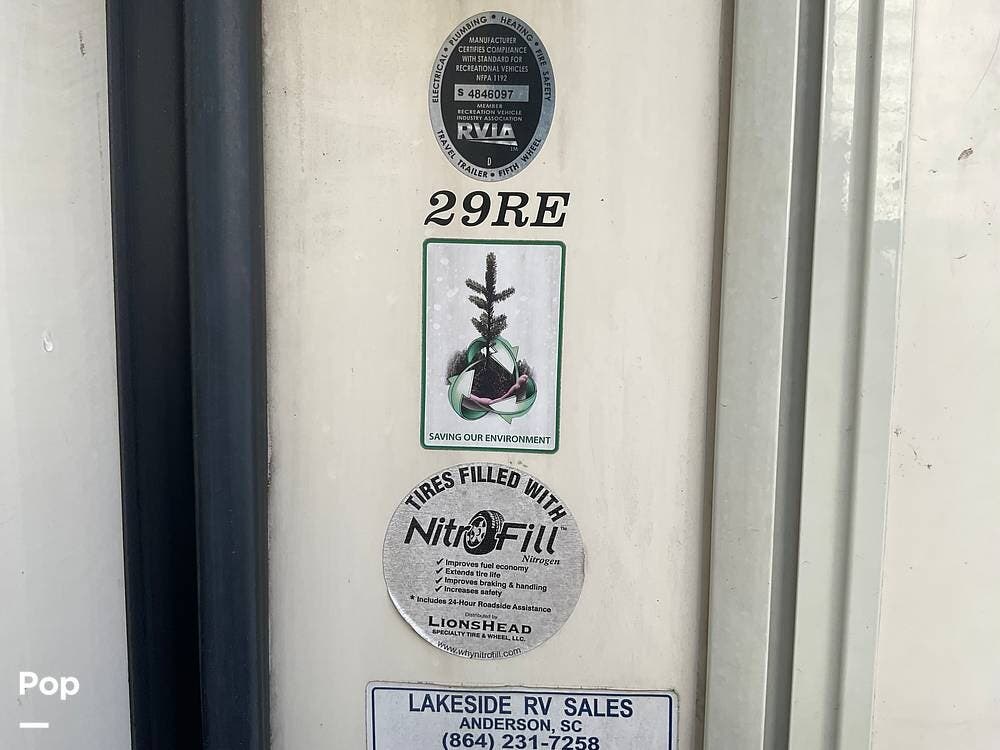 ELECTRICAL • PLUMBING • HEATING • FIRE SAFETY
MANUFACTURER
CERTIFIES COMPLIANCE
WITH STANDARD FOR
RECREATIONAL VEHICLES
NFPA 1192
S 4846097
MEMBER
RECREATION VEHICLE
INDUSTRY ASSOCIATION
RVIA
TM
D
TRAVEL TRAILER • FIFTH WHEEL
29RE
SAVING OUR ENVIRONMENT
TIRES FILLED WITH
NitroFill™
Nitrogen
✓ Improves fuel economy
✓ Extends tire life
✓ Improves braking & handling
✓ Increases safety
* Includes 24-Hour Roadside Assistance
Distributed by
LIONSHEAD
SPECIALTY TIRE & WHEEL, LLC.
www.whynitrofill.com
LAKESIDE RV SALES
ANDERSON, SC
(864) 231-7258
Pop